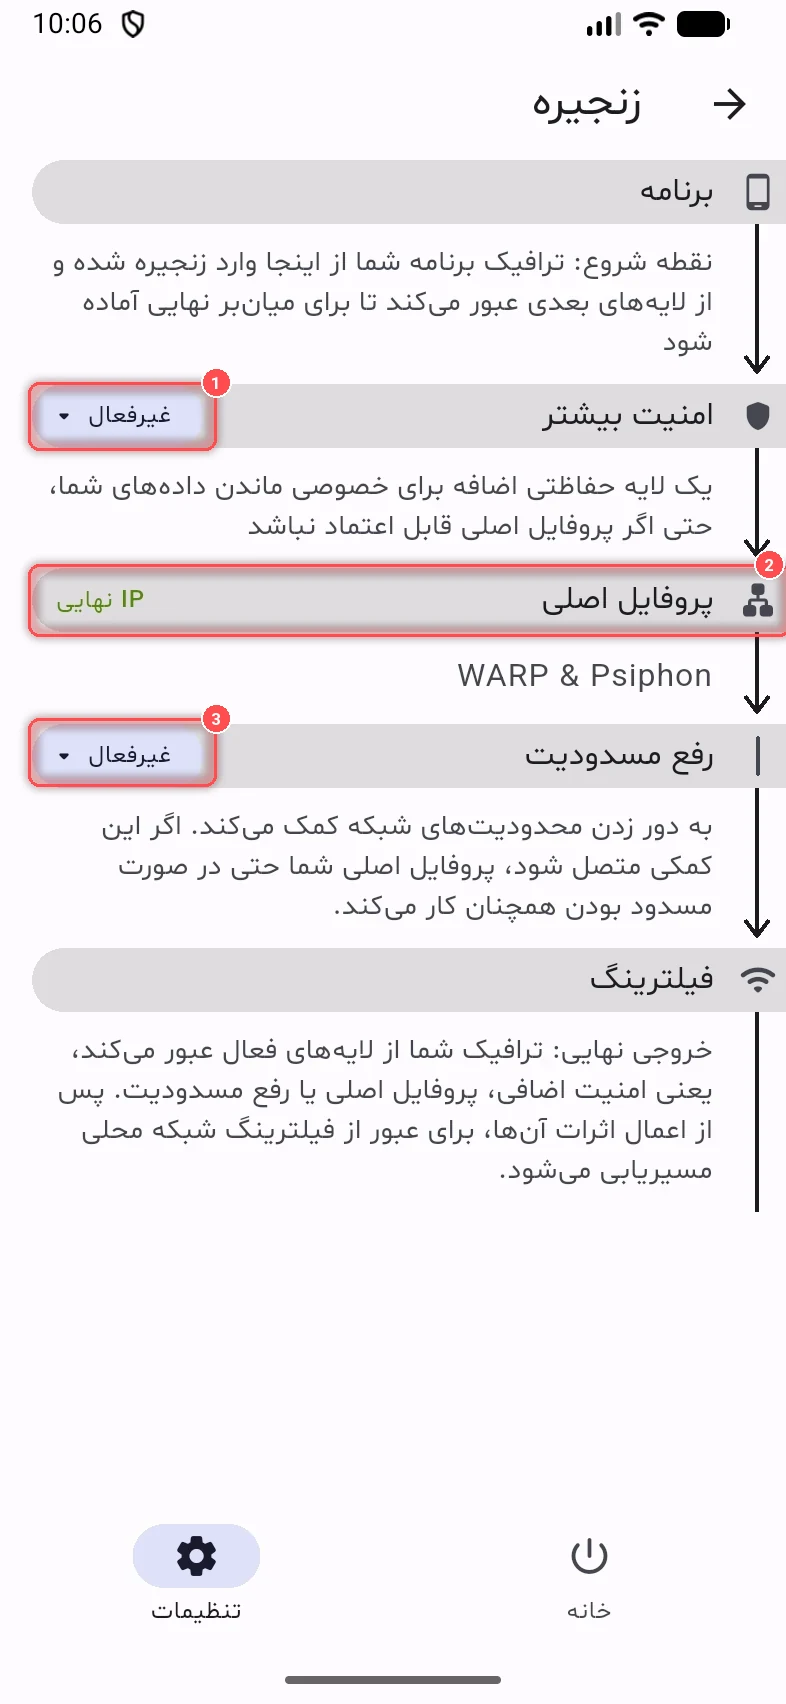 10:06
زنجیره
برنامه
نقطه شروع: ترافیک برنامه شما از اینجا وارد زنجیره شده و
از لایه‌های بعدی عبور می‌کند تا برای میان‌بر نهایی آماده
شود
1
امنیت بیشتر
غیرفعال
یک لایه حفاظتی اضافه برای خصوصی ماندن داده‌های شما،
حتی اگر پروفایل اصلی قابل اعتماد نباشد
2
پروفایل اصلی
IP نهایی
WARP & Psiphon
3
رفع مسدودیت
غیرفعال
به دور زدن محدودیت‌های شبکه کمک می‌کند. اگر این
کمکی متصل شود، پروفایل اصلی شما حتی در صورت
مسدود بودن همچنان کار می‌کند.
فیلترینگ
خروجی نهایی: ترافیک شما از لایه‌های فعال عبور می‌کند،
یعنی امنیت اضافی، پروفایل اصلی یا رفع مسدودیت. پس
از اعمال اثرات آن‌ها، برای عبور از فیلترینگ شبکه محلی
مسیریابی می‌شود.
خانه
تنظیمات